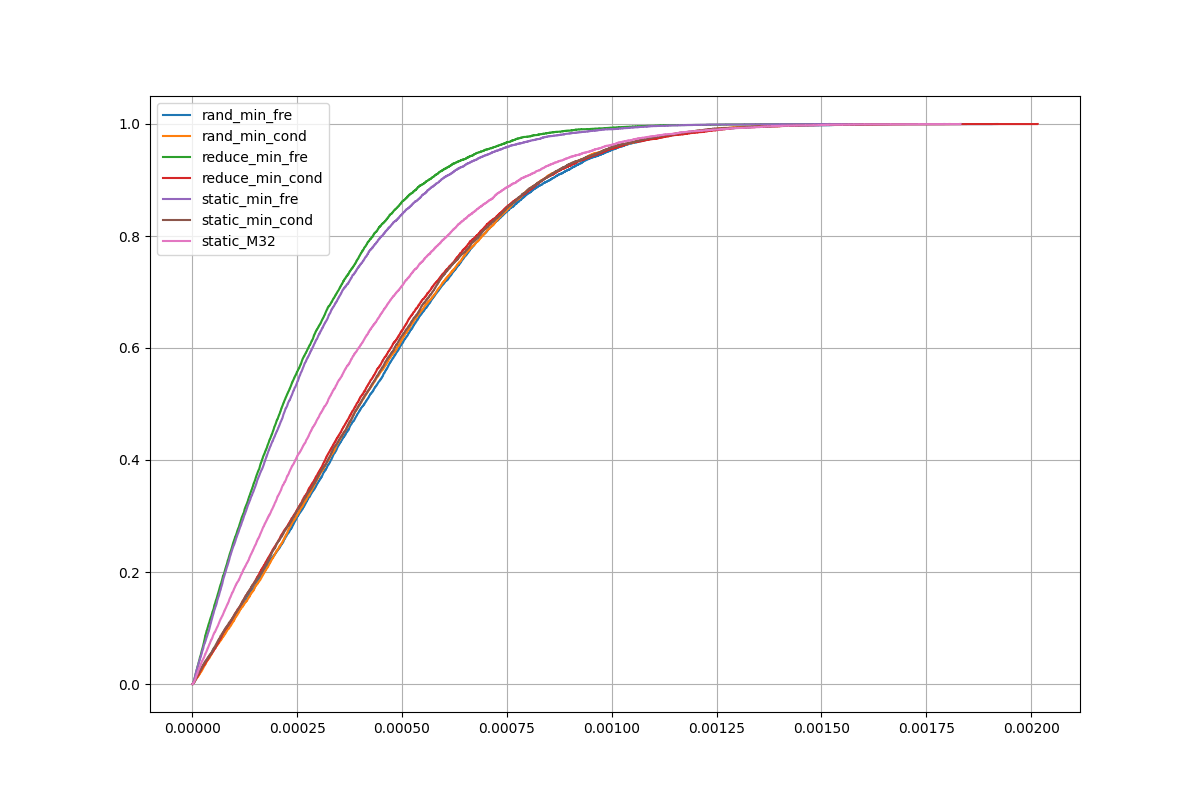 rand_min_fre
rand_min_cond
reduce_min_fre
reduce_min_cond
static_min_fre
static_min_cond
static_M32
1.0
0.8
0.6
0.4
0.2
0.0
0.00000 0.00025 0.00050 0.00075 0.00100 0.00125 0.00150 0.00175 0.00200